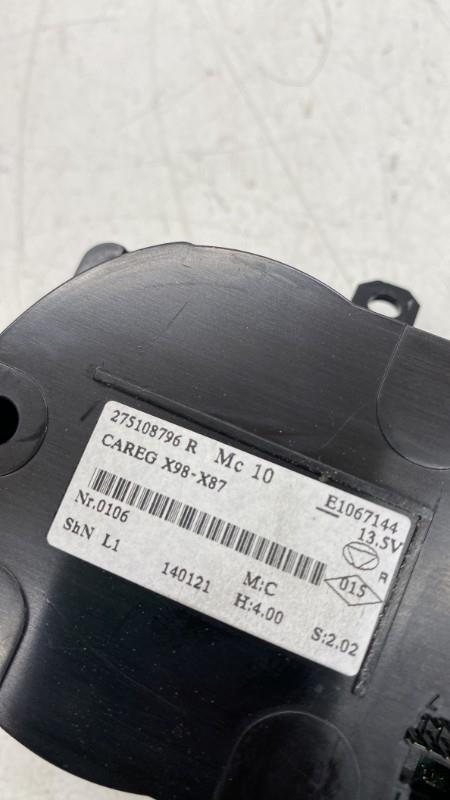 275108796 R Mc 10
CAREG X98-X87
E1067144
13.5V
Nr.0106
R
015
ShN L1
140121 M:C
H:4.00 S:2.02